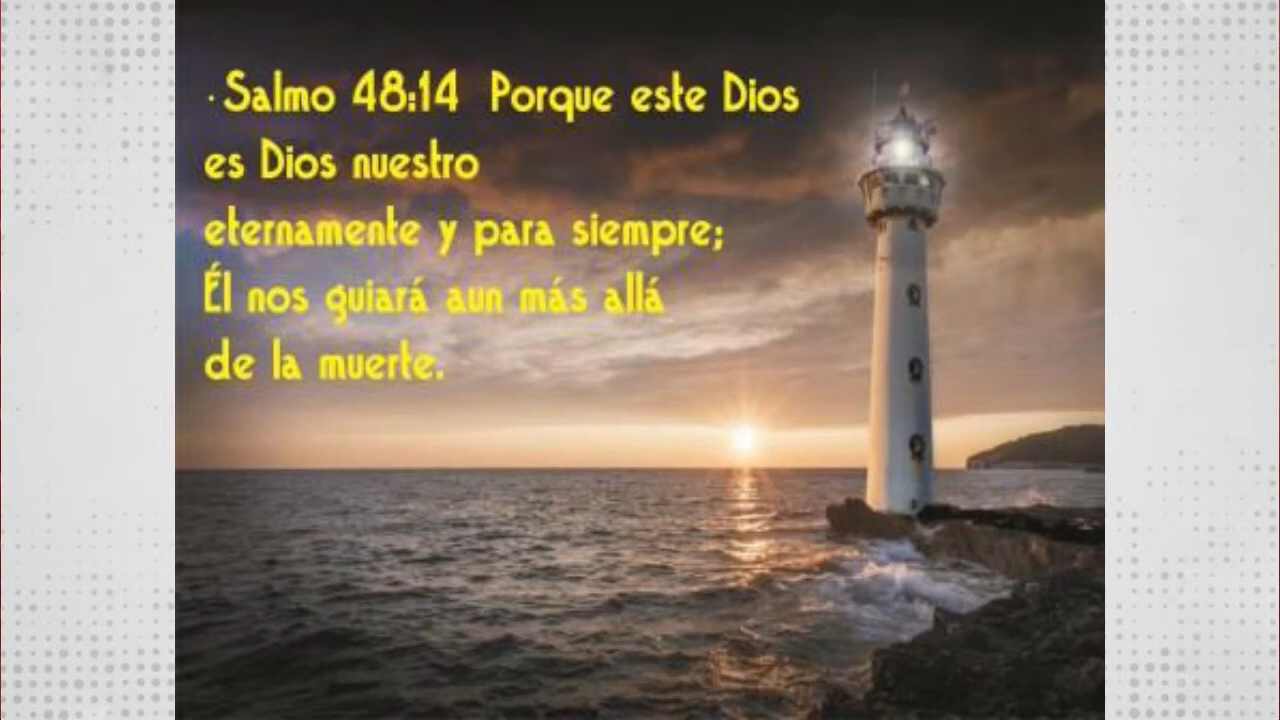 · Salmo 48:14 Porque este Dios
es Dios nuestro
eternamente y para siempre;
Él nos guiará aun más allá
de la muerte.